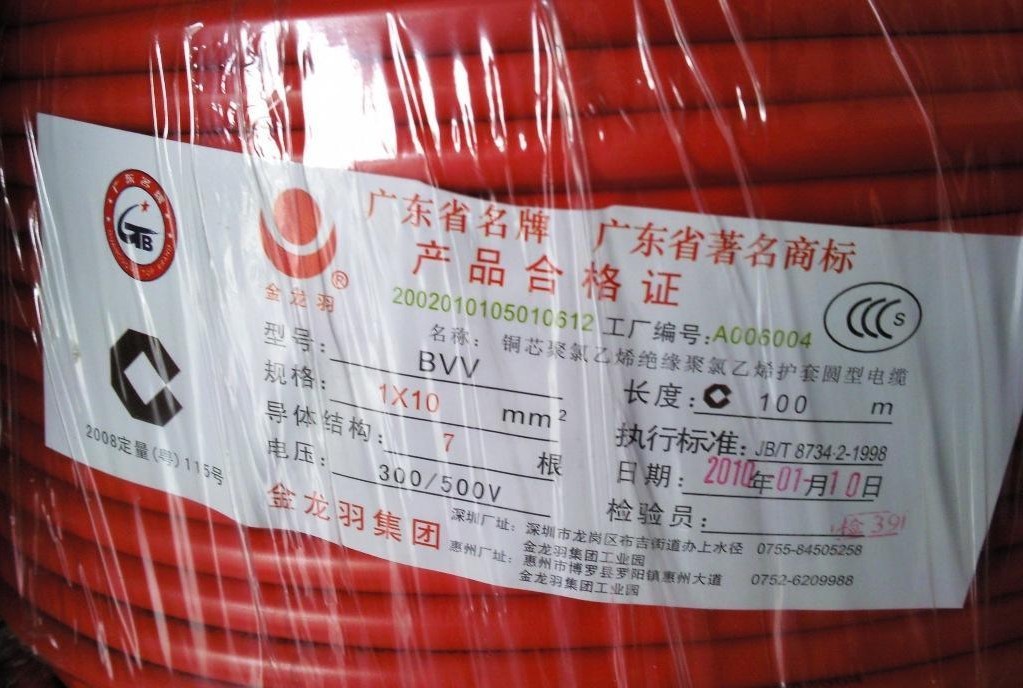 广东省名牌 广东省著名商标
产品合格证
金龙羽 ®
2002010105010612 工厂编号:A006004
名称: 铜芯聚氯乙烯绝缘聚氯乙烯护套圆型电缆
型号: BVV
规格: 1X10 mm²
长度: C 100 m
导体结构: 7 根
执行标准: JB/T 8734·2-1998
电压: 300/500V
日期: 2010年01月10日
检验员: 检391
金龙羽集团
深圳厂址: 深圳市龙岗区布吉街道办上水径 0755-84505258
金龙羽集团工业园
惠州厂址: 惠州市博罗县罗阳镇惠州大道 0752-6209988
金龙羽集团工业园
广东名牌
GTB
2008定量(粤)115号
CCC S